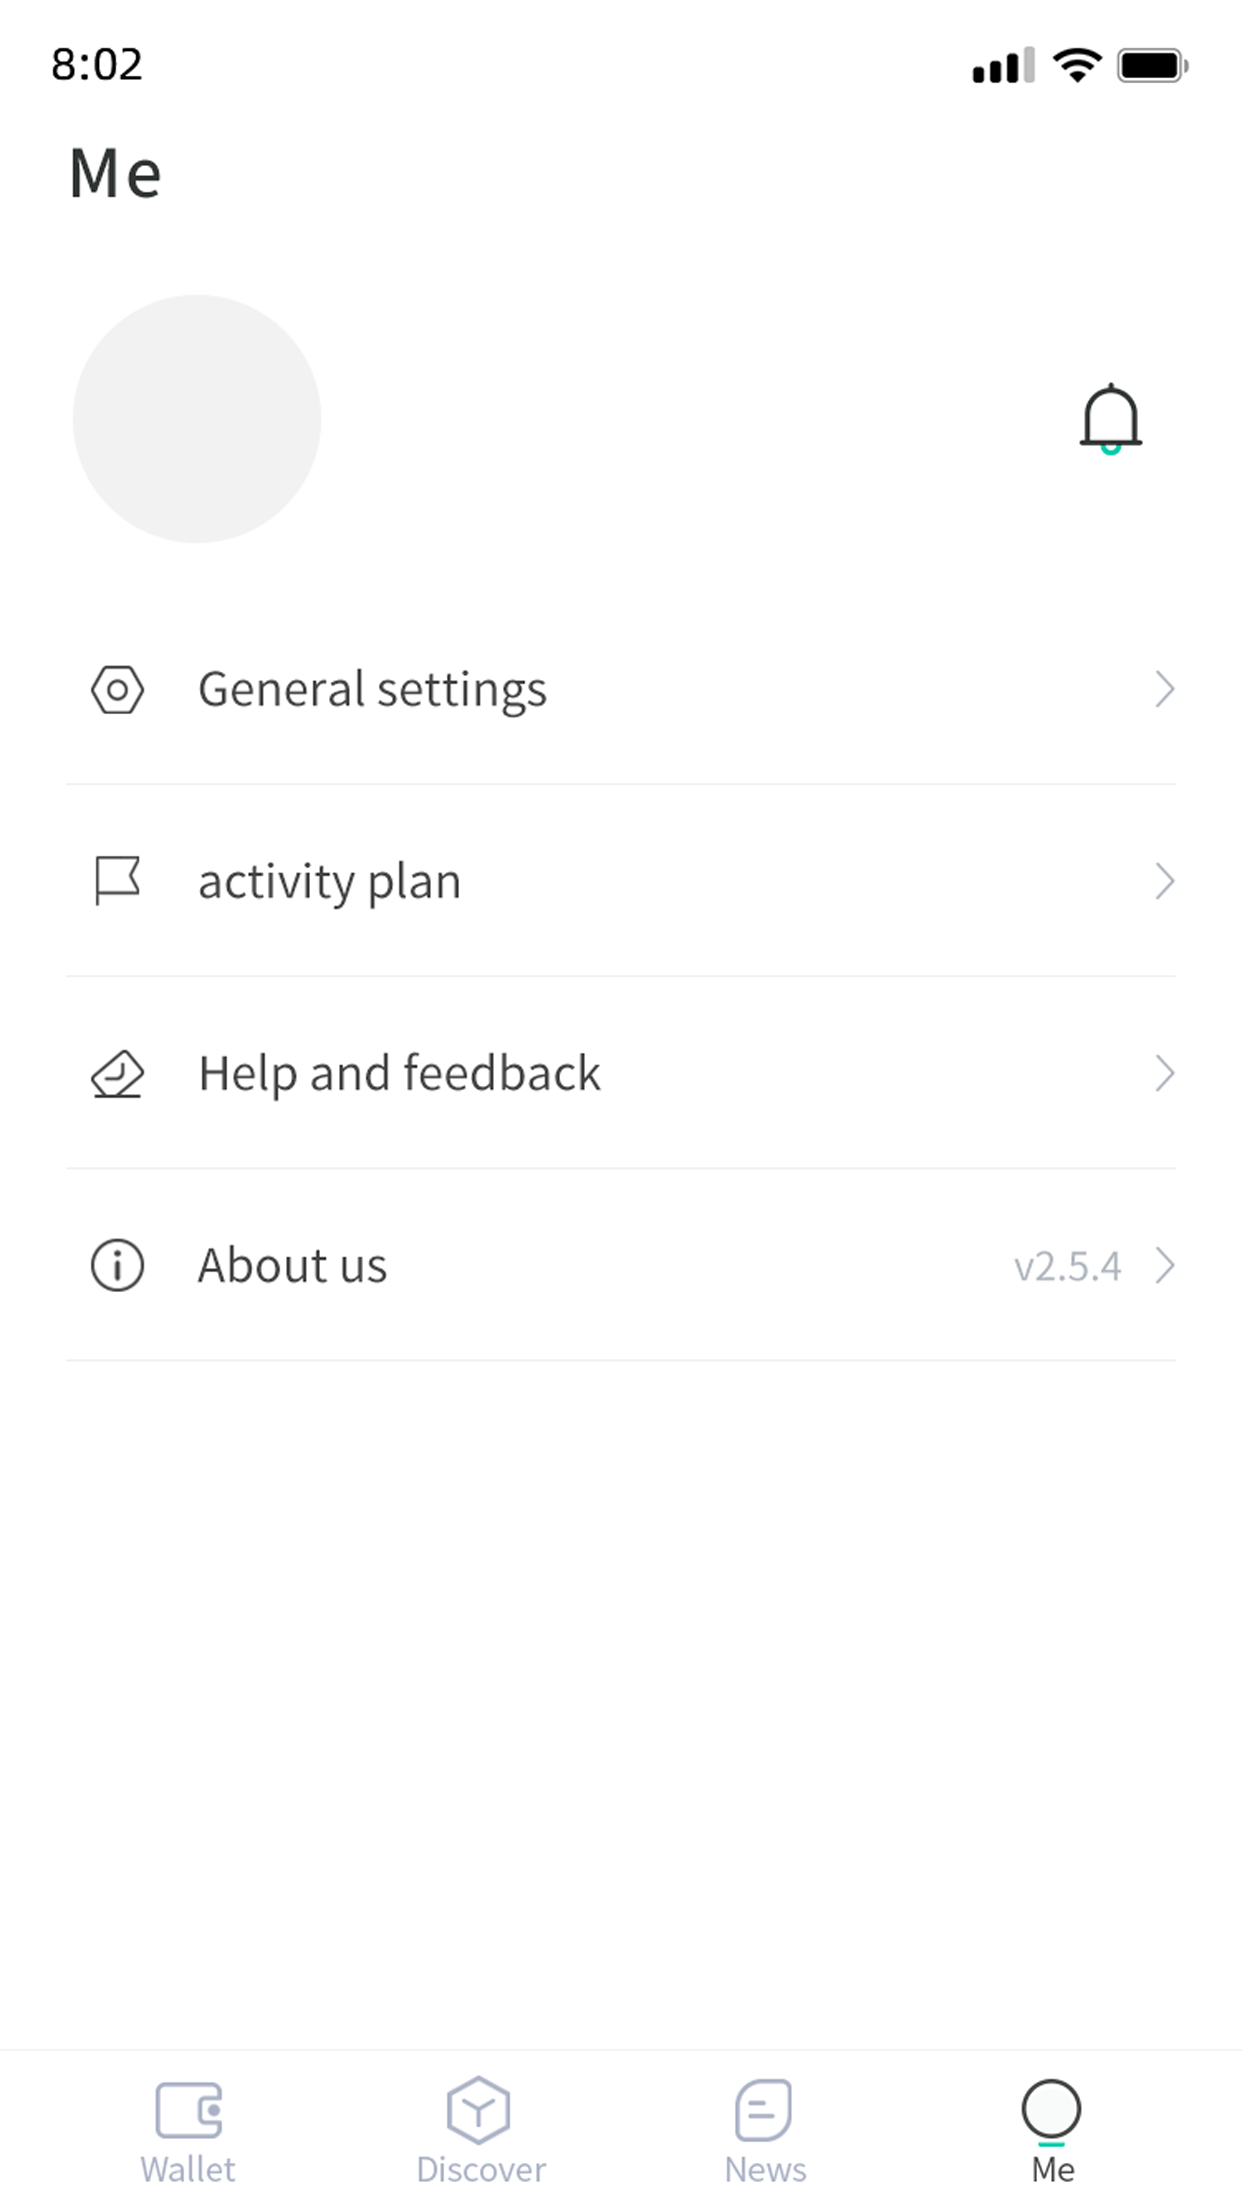 8:02
Me
General settings
activity plan
Help and feedback
About us v2.5.4
Wallet Discover News Me